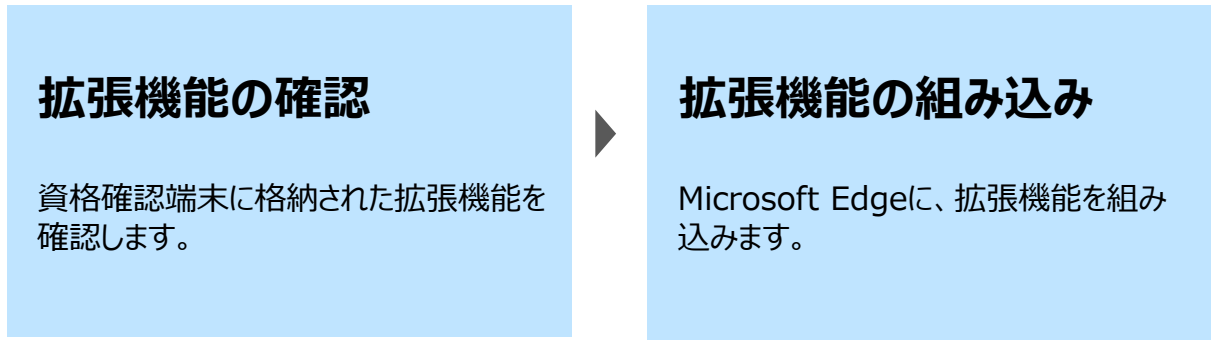 拡張機能の確認
資格確認端末に格納された拡張機能を
確認します。
拡張機能の組み込み
Microsoft Edgeに、拡張機能を組み
込みます。